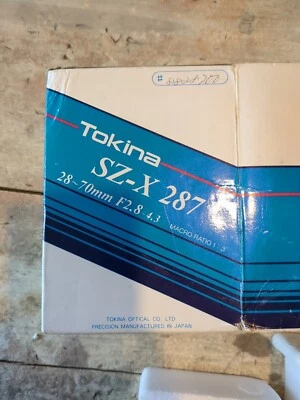 #
Tokina
SZ-X 287
28~70mm F2.8~4.3
MACRO RATIO 1:
TOKINA OPTICAL CO., LTD.
PRECISION MANUFACTURED IN JAPAN